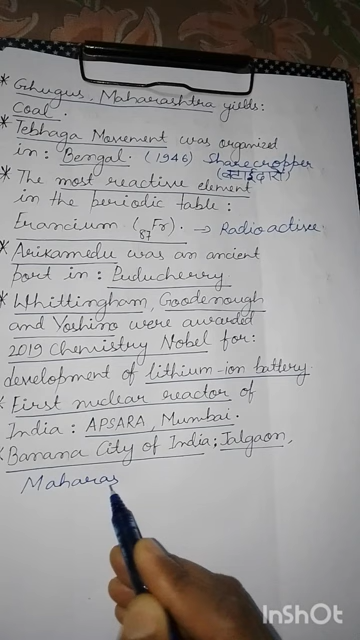 * Ghugus, Maharashtra yields:
Coal.
* Tebhaga Movement was organized
in: Bengal. (1946) Sharecropper
(बटाईदारों)
* The most reactive element
in the periodic table:
Francium (₈₇Fr). → Radioactive
* Arikamedu was an ancient
port in: Puducherry
* Whittingham, Goodenough
and Yoshino were awarded
2019 Chemistry Nobel for:
development of lithium-ion battery.
* First nuclear reactor of
India: APSARA, Mumbai.
* Banana City of India; Jalgaon,
Maharas
InShOt